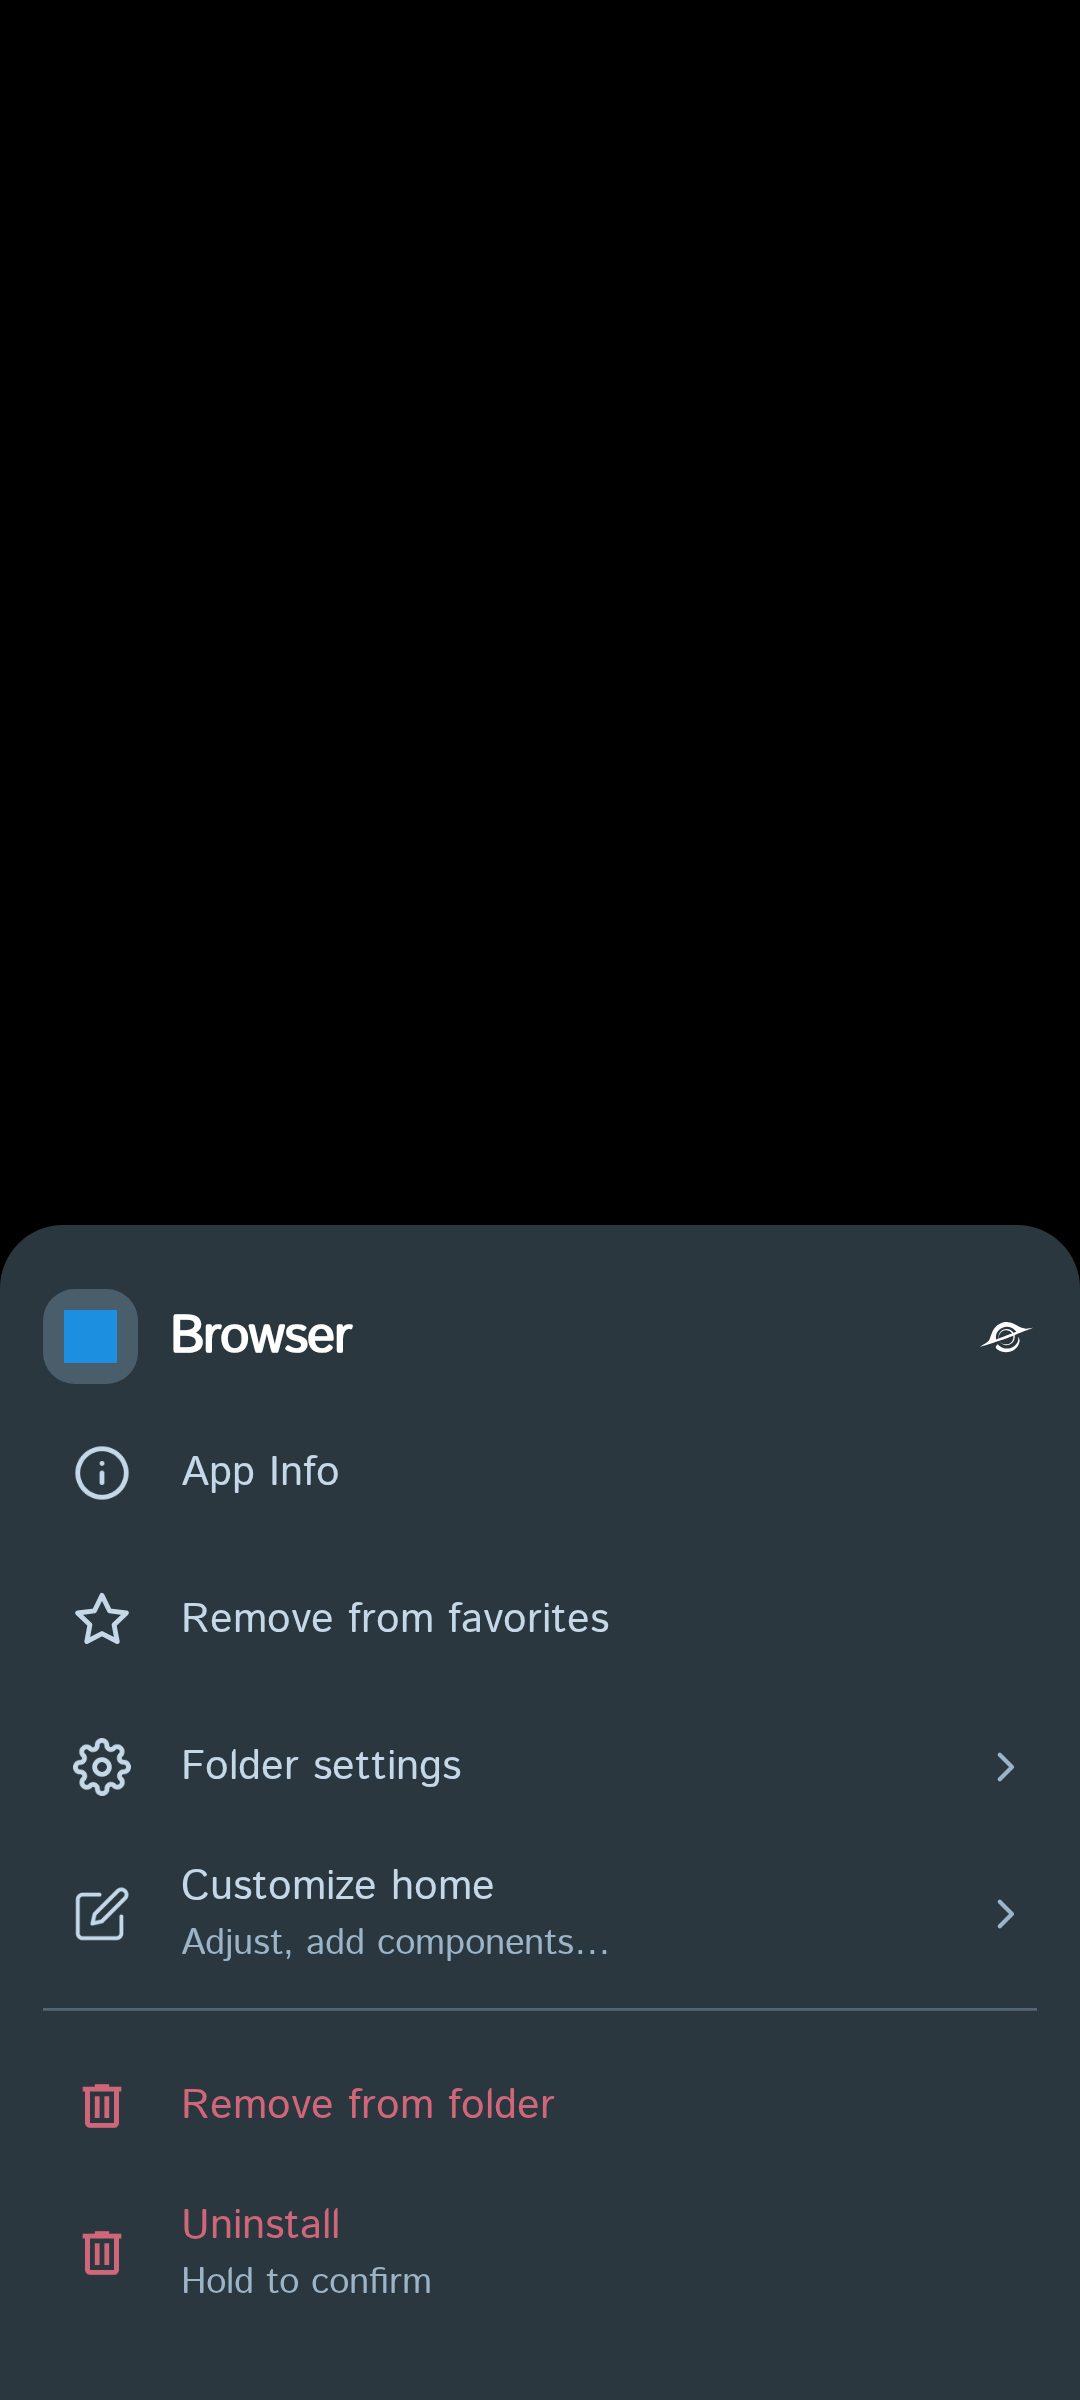 Browser
App Info
Remove from favorites
Folder settings
Customize home
Adjust, add components...
Remove from folder
Uninstall
Hold to confirm